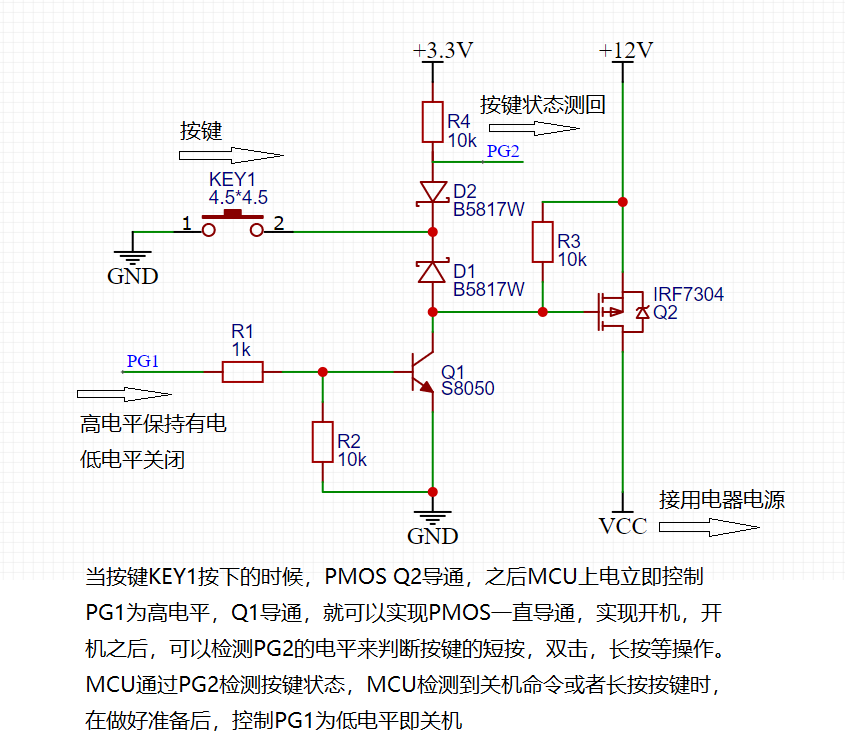 +3.3V
+12V
按键状态测回
R4
10k
PG2
按键
KEY1
4.5*4.5
1
2
GND
D2
B5817W
R3
10k
D1
B5817W
IRF7304
Q2
R1
1k
PG1
Q1
S8050
高电平保持有电
低电平关闭
R2
10k
GND
VCC
接用电器电源
当按键KEY1按下的时候，PMOS Q2导通，之后MCU上电立即控制
PG1为高电平，Q1导通，就可以实现PMOS一直导通，实现开机，开
机之后，可以检测PG2的电平来判断按键的短按，双击，长按等操作。
MCU通过PG2检测按键状态，MCU检测到关机命令或者长按按键时，
在做好准备后，控制PG1为低电平即关机